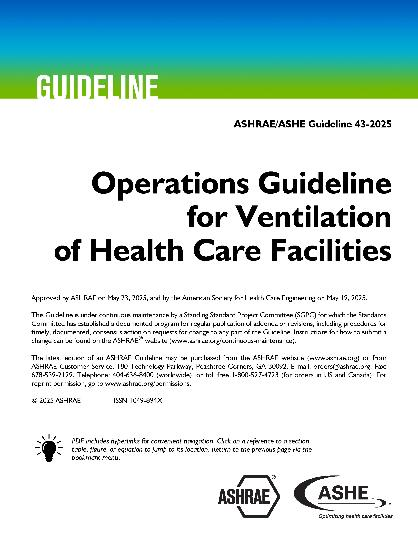 GUIDELINE
ASHRAE/ASHE Guideline 43-2025
Operations Guideline
for Ventilation
of Health Care Facilities
Approved by ASHRAE on May 23, 2025, and by the American Society for Health Care Engineering on May 19, 2025.
The Guideline is under continuous maintenance by a Standing Standard Project Committee (SSPC) for which the Standards
Committee has established a documented program for regular publication of addenda or revisions, including procedures for
timely, documented, consensus action on requests for change to any part of the Guideline. Instructions for how to submit a
change can be found on the ASHRAE® website (www.ashrae.org/continuous-maintenance).
The latest edition of an ASHRAE Guideline may be purchased from the ASHRAE website (www.ashrae.org) or from
ASHRAE Customer Service, 180 Technology Parkway, Peachtree Corners, GA 30092. E-mail: orders@ashrae.org. Fax:
678-539-2129. Telephone: 404-636-8400 (worldwide) or toll free 1-800-527-4723 (for orders in US and Canada). For
reprint permission, go to www.ashrae.org/permissions.
© 2025 ASHRAE ISSN 1049-894X
PDF includes hyperlinks for convenient navigation. Click on a reference to a section,
table, figure, or equation to jump to its location. Return to the previous page via the
bookmark menu.
ASHRAE®
ASHE
Optimizing health care facilities